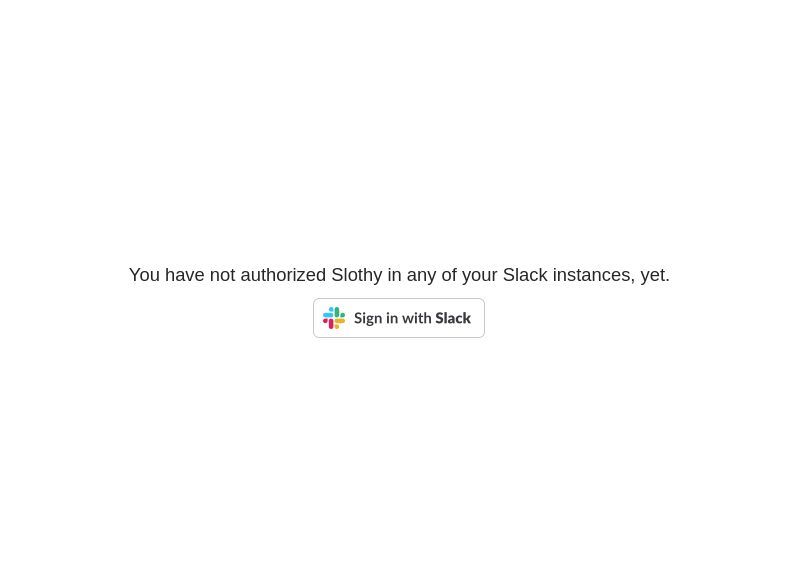 You have not authorized Slothy in any of your Slack instances, yet.
Sign in with Slack